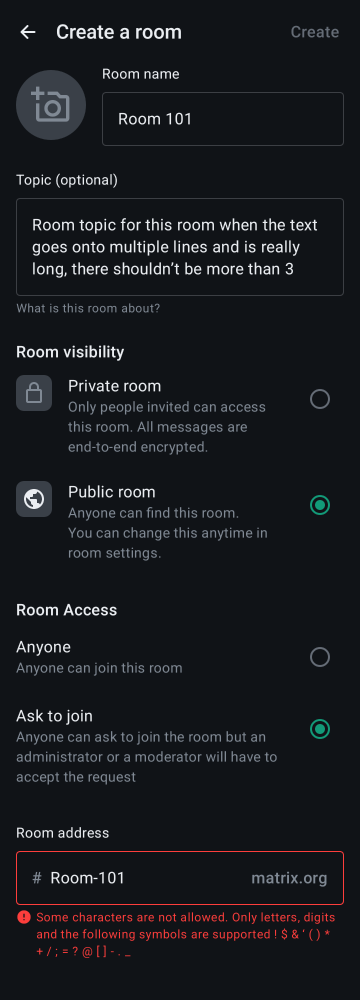 Create a room
Create
Room name
Room 101
Topic (optional)
Room topic for this room when the text
goes onto multiple lines and is really
long, there shouldn’t be more than 3
What is this room about?
Room visibility
Private room
Only people invited can access
this room. All messages are
end-to-end encrypted.
Public room
Anyone can find this room.
You can change this anytime in
room settings.
Room Access
Anyone
Anyone can join this room
Ask to join
Anyone can ask to join the room but an
administrator or a moderator will have to
accept the request
Room address
# Room-101 matrix.org
Some characters are not allowed. Only letters, digits
and the following symbols are supported ! $ & ‘ ( ) *
+ / ; = ? @ [ ] - . _